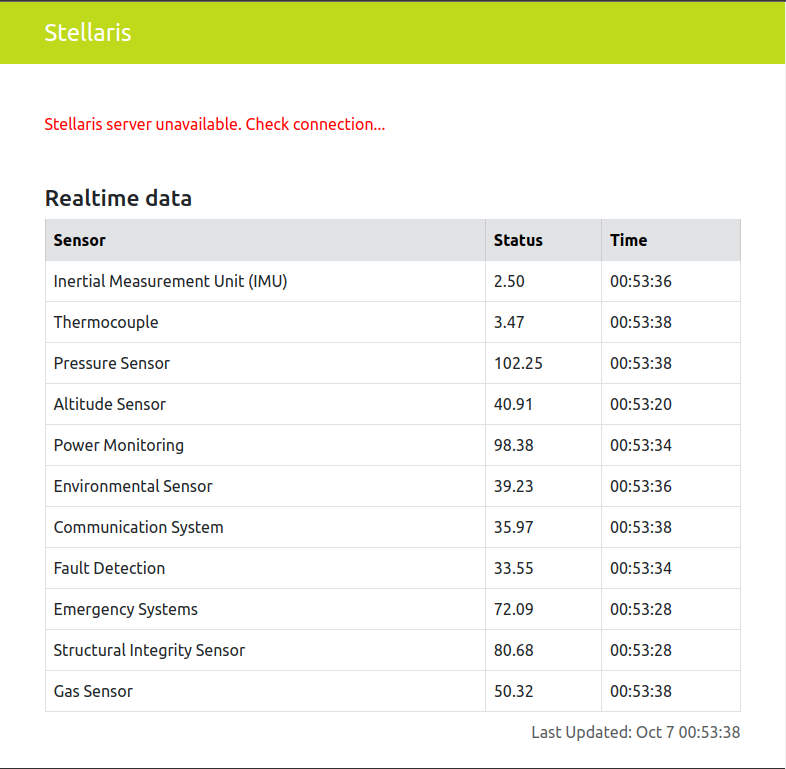 Stellaris
Stellaris server unavailable. Check connection...
Realtime data
Sensor Status Time
Inertial Measurement Unit (IMU) 2.50 00:53:36
Thermocouple 3.47 00:53:38
Pressure Sensor 102.25 00:53:38
Altitude Sensor 40.91 00:53:20
Power Monitoring 98.38 00:53:34
Environmental Sensor 39.23 00:53:36
Communication System 35.97 00:53:38
Fault Detection 33.55 00:53:34
Emergency Systems 72.09 00:53:28
Structural Integrity Sensor 80.68 00:53:28
Gas Sensor 50.32 00:53:38
Last Updated: Oct 7 00:53:38